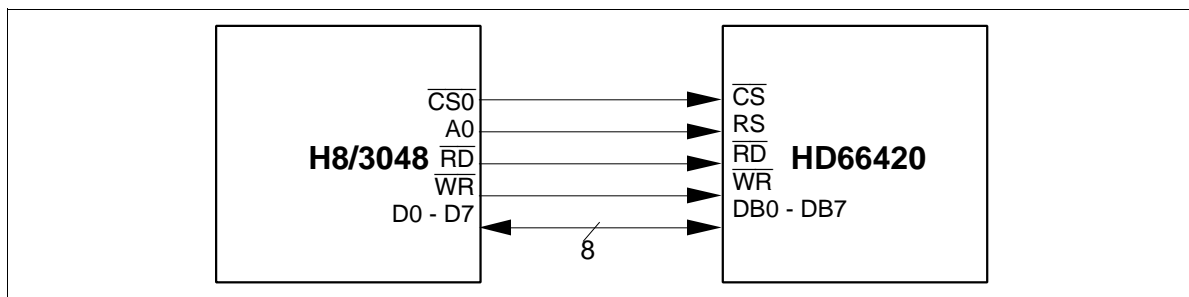 CS0
A0
H8/3048 RD
WR
D0 - D7
CS
RS
RD HD66420
WR
DB0 - DB7
8